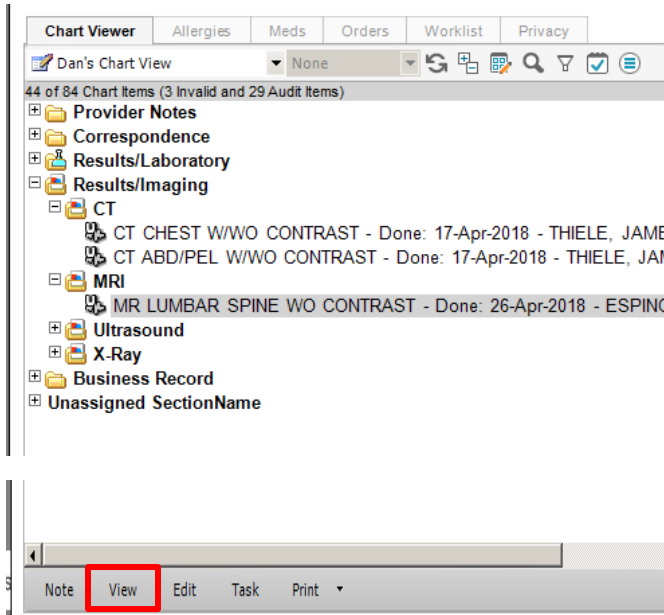 Chart Viewer Allergies Meds Orders Worklist Privacy
Dan's Chart View None
44 of 84 Chart Items (3 Invalid and 29 Audit Items)
Provider Notes
Correspondence
Results/Laboratory
Results/Imaging
CT
CT CHEST W/WO CONTRAST - Done: 17-Apr-2018 - THIELE, JAME
CT ABD/PEL W/WO CONTRAST - Done: 17-Apr-2018 - THIELE, JAM
MRI
MR LUMBAR SPINE WO CONTRAST - Done: 26-Apr-2018 - ESPINO
Ultrasound
X-Ray
Business Record
Unassigned SectionName
Note View Edit Task Print